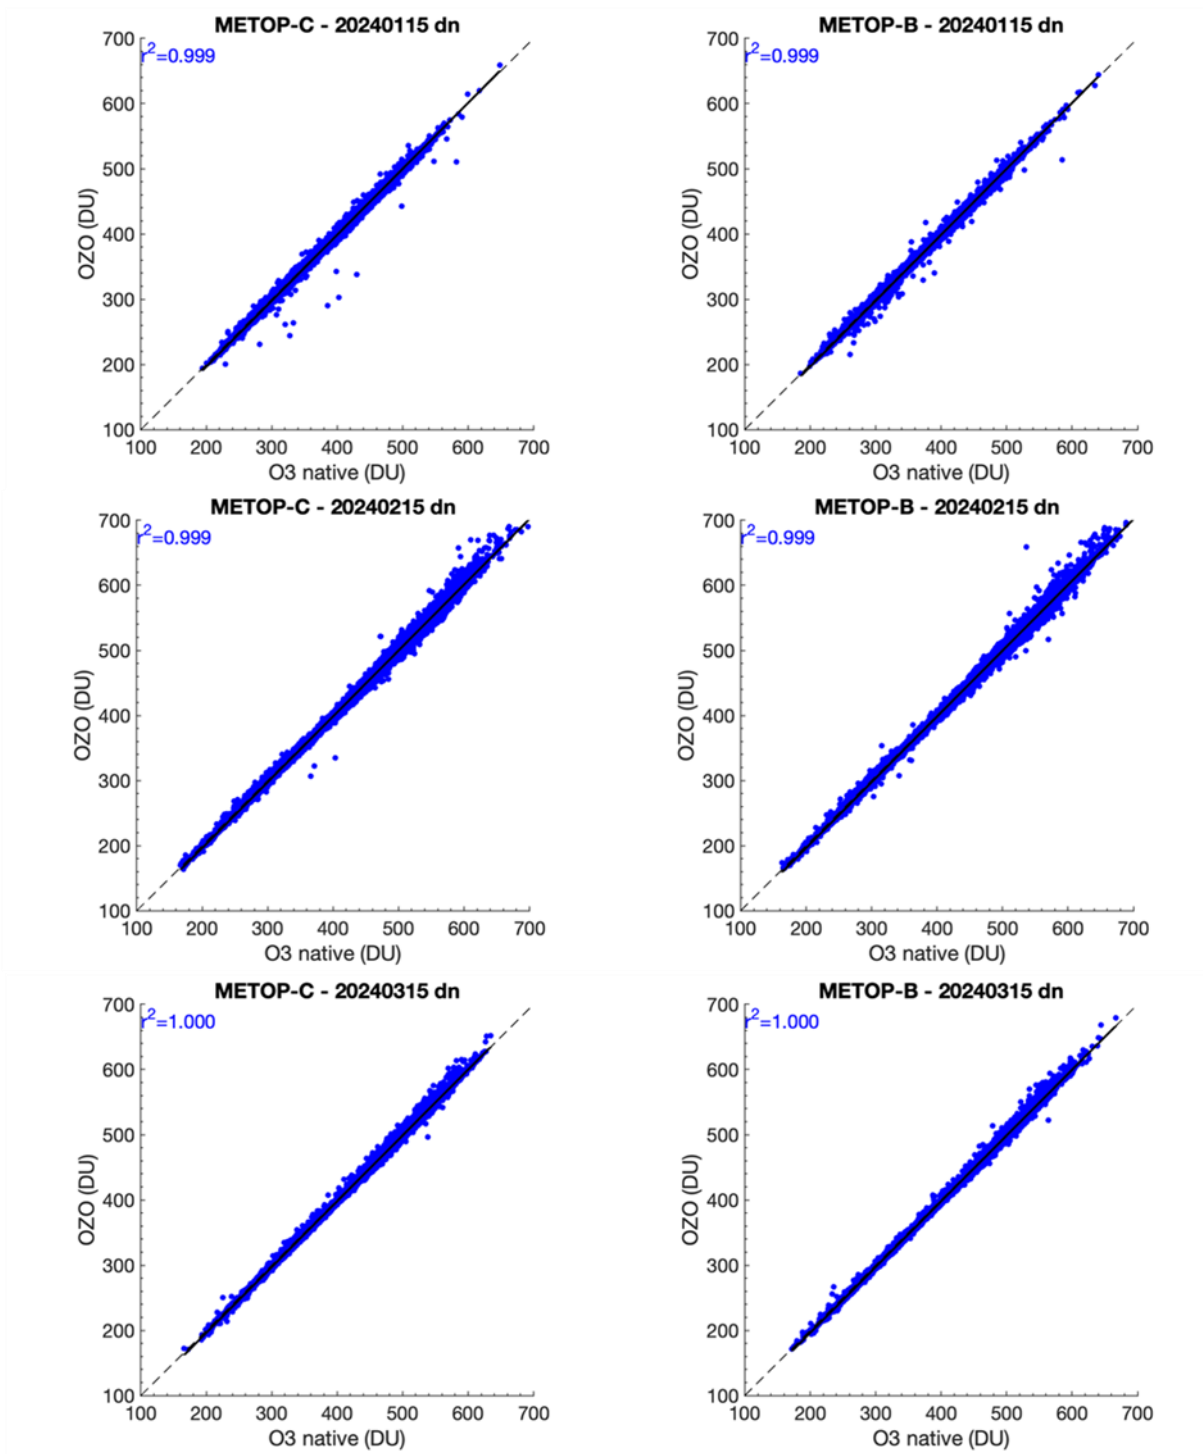 METOP-C - 20240115 dn
r2=0.999
700
600
500
400
300
200
100
OZO (DU)
100 200 300 400 500 600 700
O3 native (DU)
METOP-B - 20240115 dn
r2=0.999
700
600
500
400
300
200
100
OZO (DU)
100 200 300 400 500 600 700
O3 native (DU)
METOP-C - 20240215 dn
r2=0.999
700
600
500
400
300
200
100
OZO (DU)
100 200 300 400 500 600 700
O3 native (DU)
METOP-B - 20240215 dn
r2=0.999
700
600
500
400
300
200
100
OZO (DU)
100 200 300 400 500 600 700
O3 native (DU)
METOP-C - 20240315 dn
r2=1.000
700
600
500
400
300
200
100
OZO (DU)
100 200 300 400 500 600 700
O3 native (DU)
METOP-B - 20240315 dn
r2=1.000
700
600
500
400
300
200
100
OZO (DU)
100 200 300 400 500 600 700
O3 native (DU)